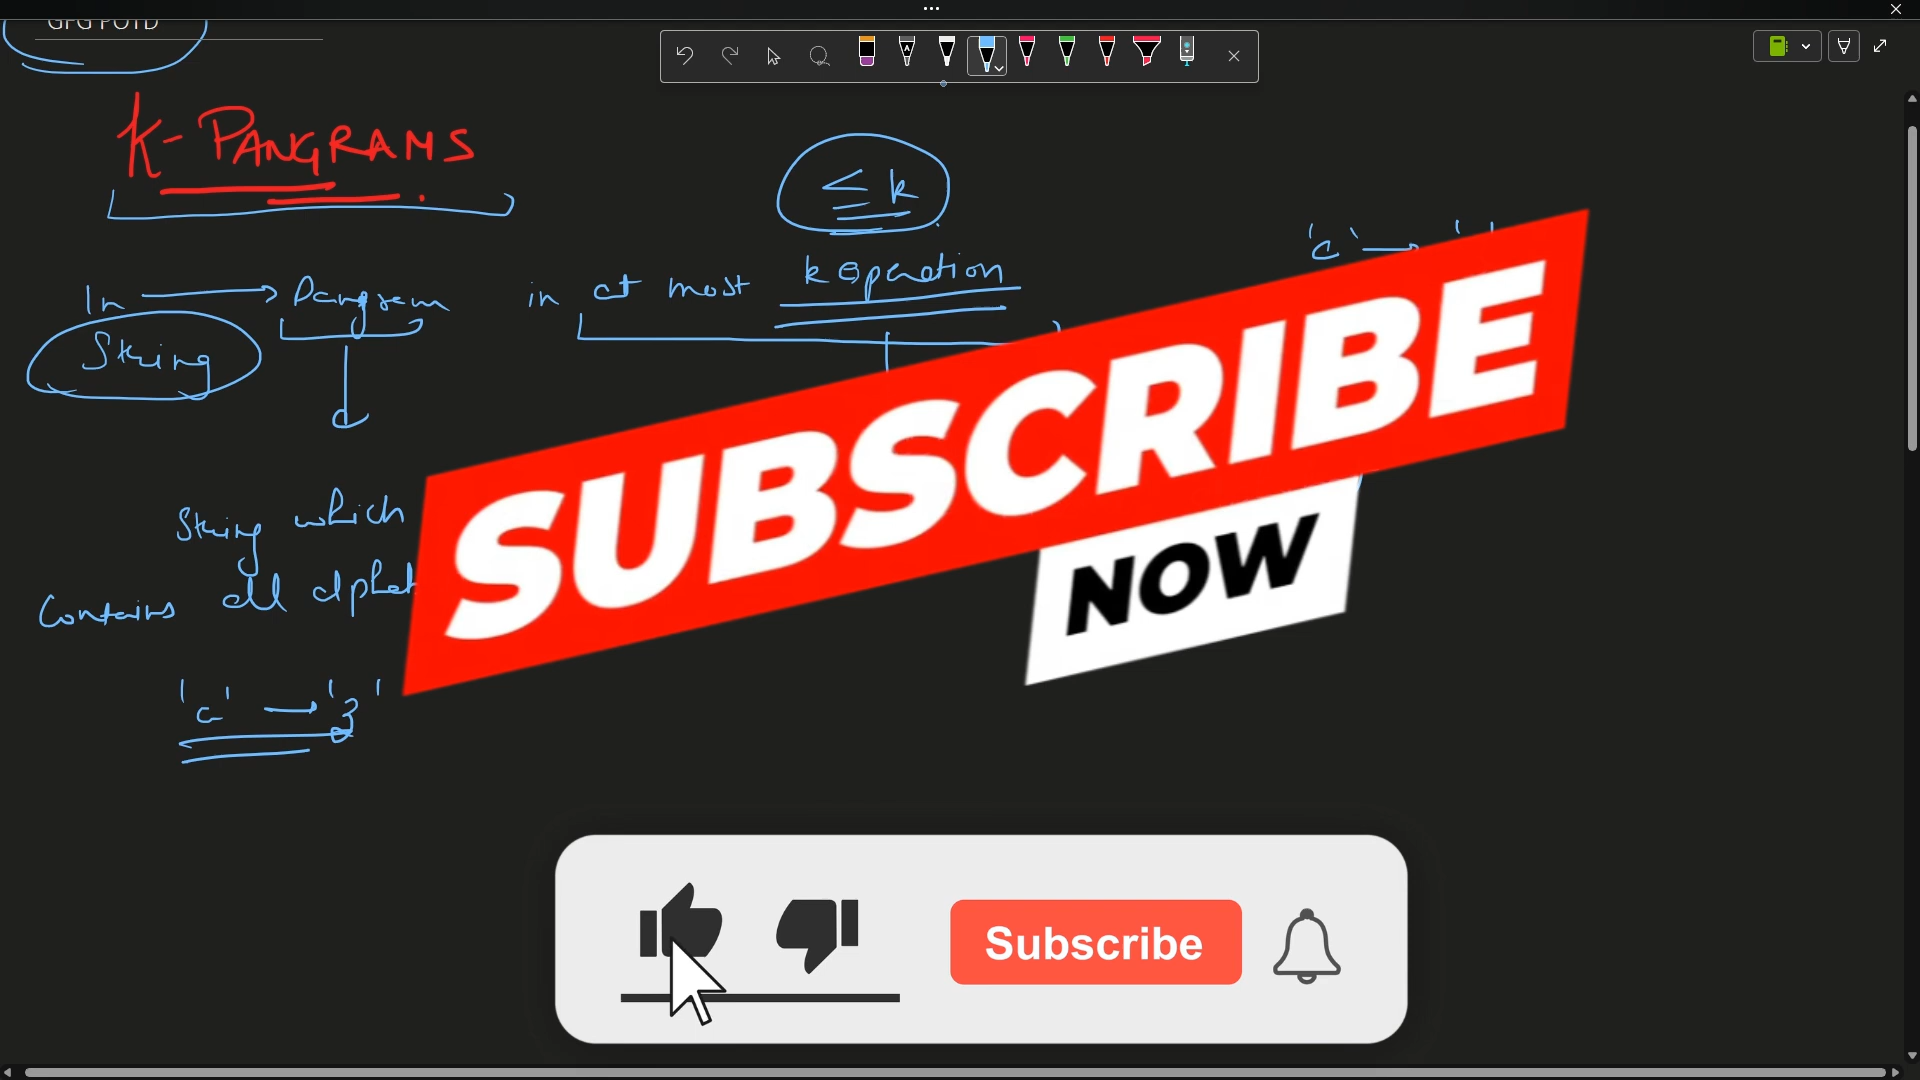 GFG POTD
K-PANGRAMS
≤ k
'a' →
In → Pangram in at most k operation
String
String which
Contains all alphab
'a' → 'z'
SUBSCRIBE
NOW
Subscribe